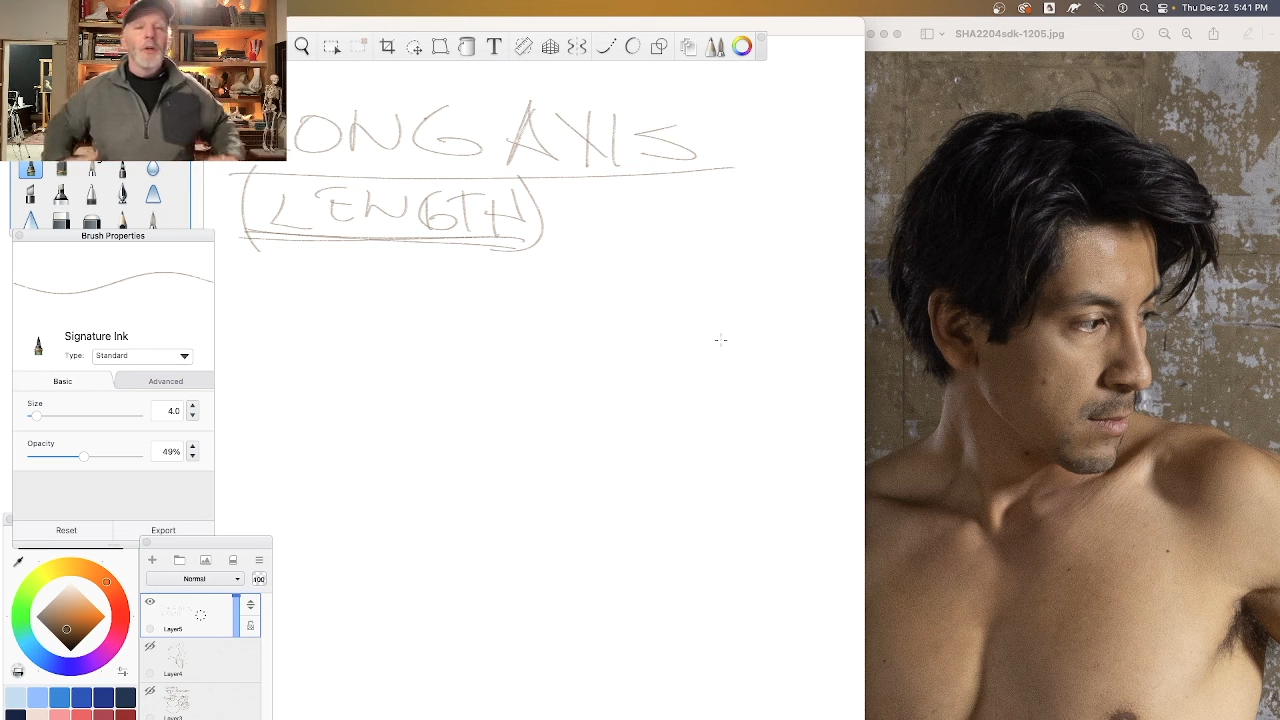 Thu Dec 22 5:41 PM
SHA2204sdk-1205.jpg
T
ONG AXIS
(LENGTH)
Brush Properties
Signature Ink
Type: Standard
Basic Advanced
Size
4.0
Opacity
49%
Reset Export
Normal 100
Layer5
Layer4
Layer3